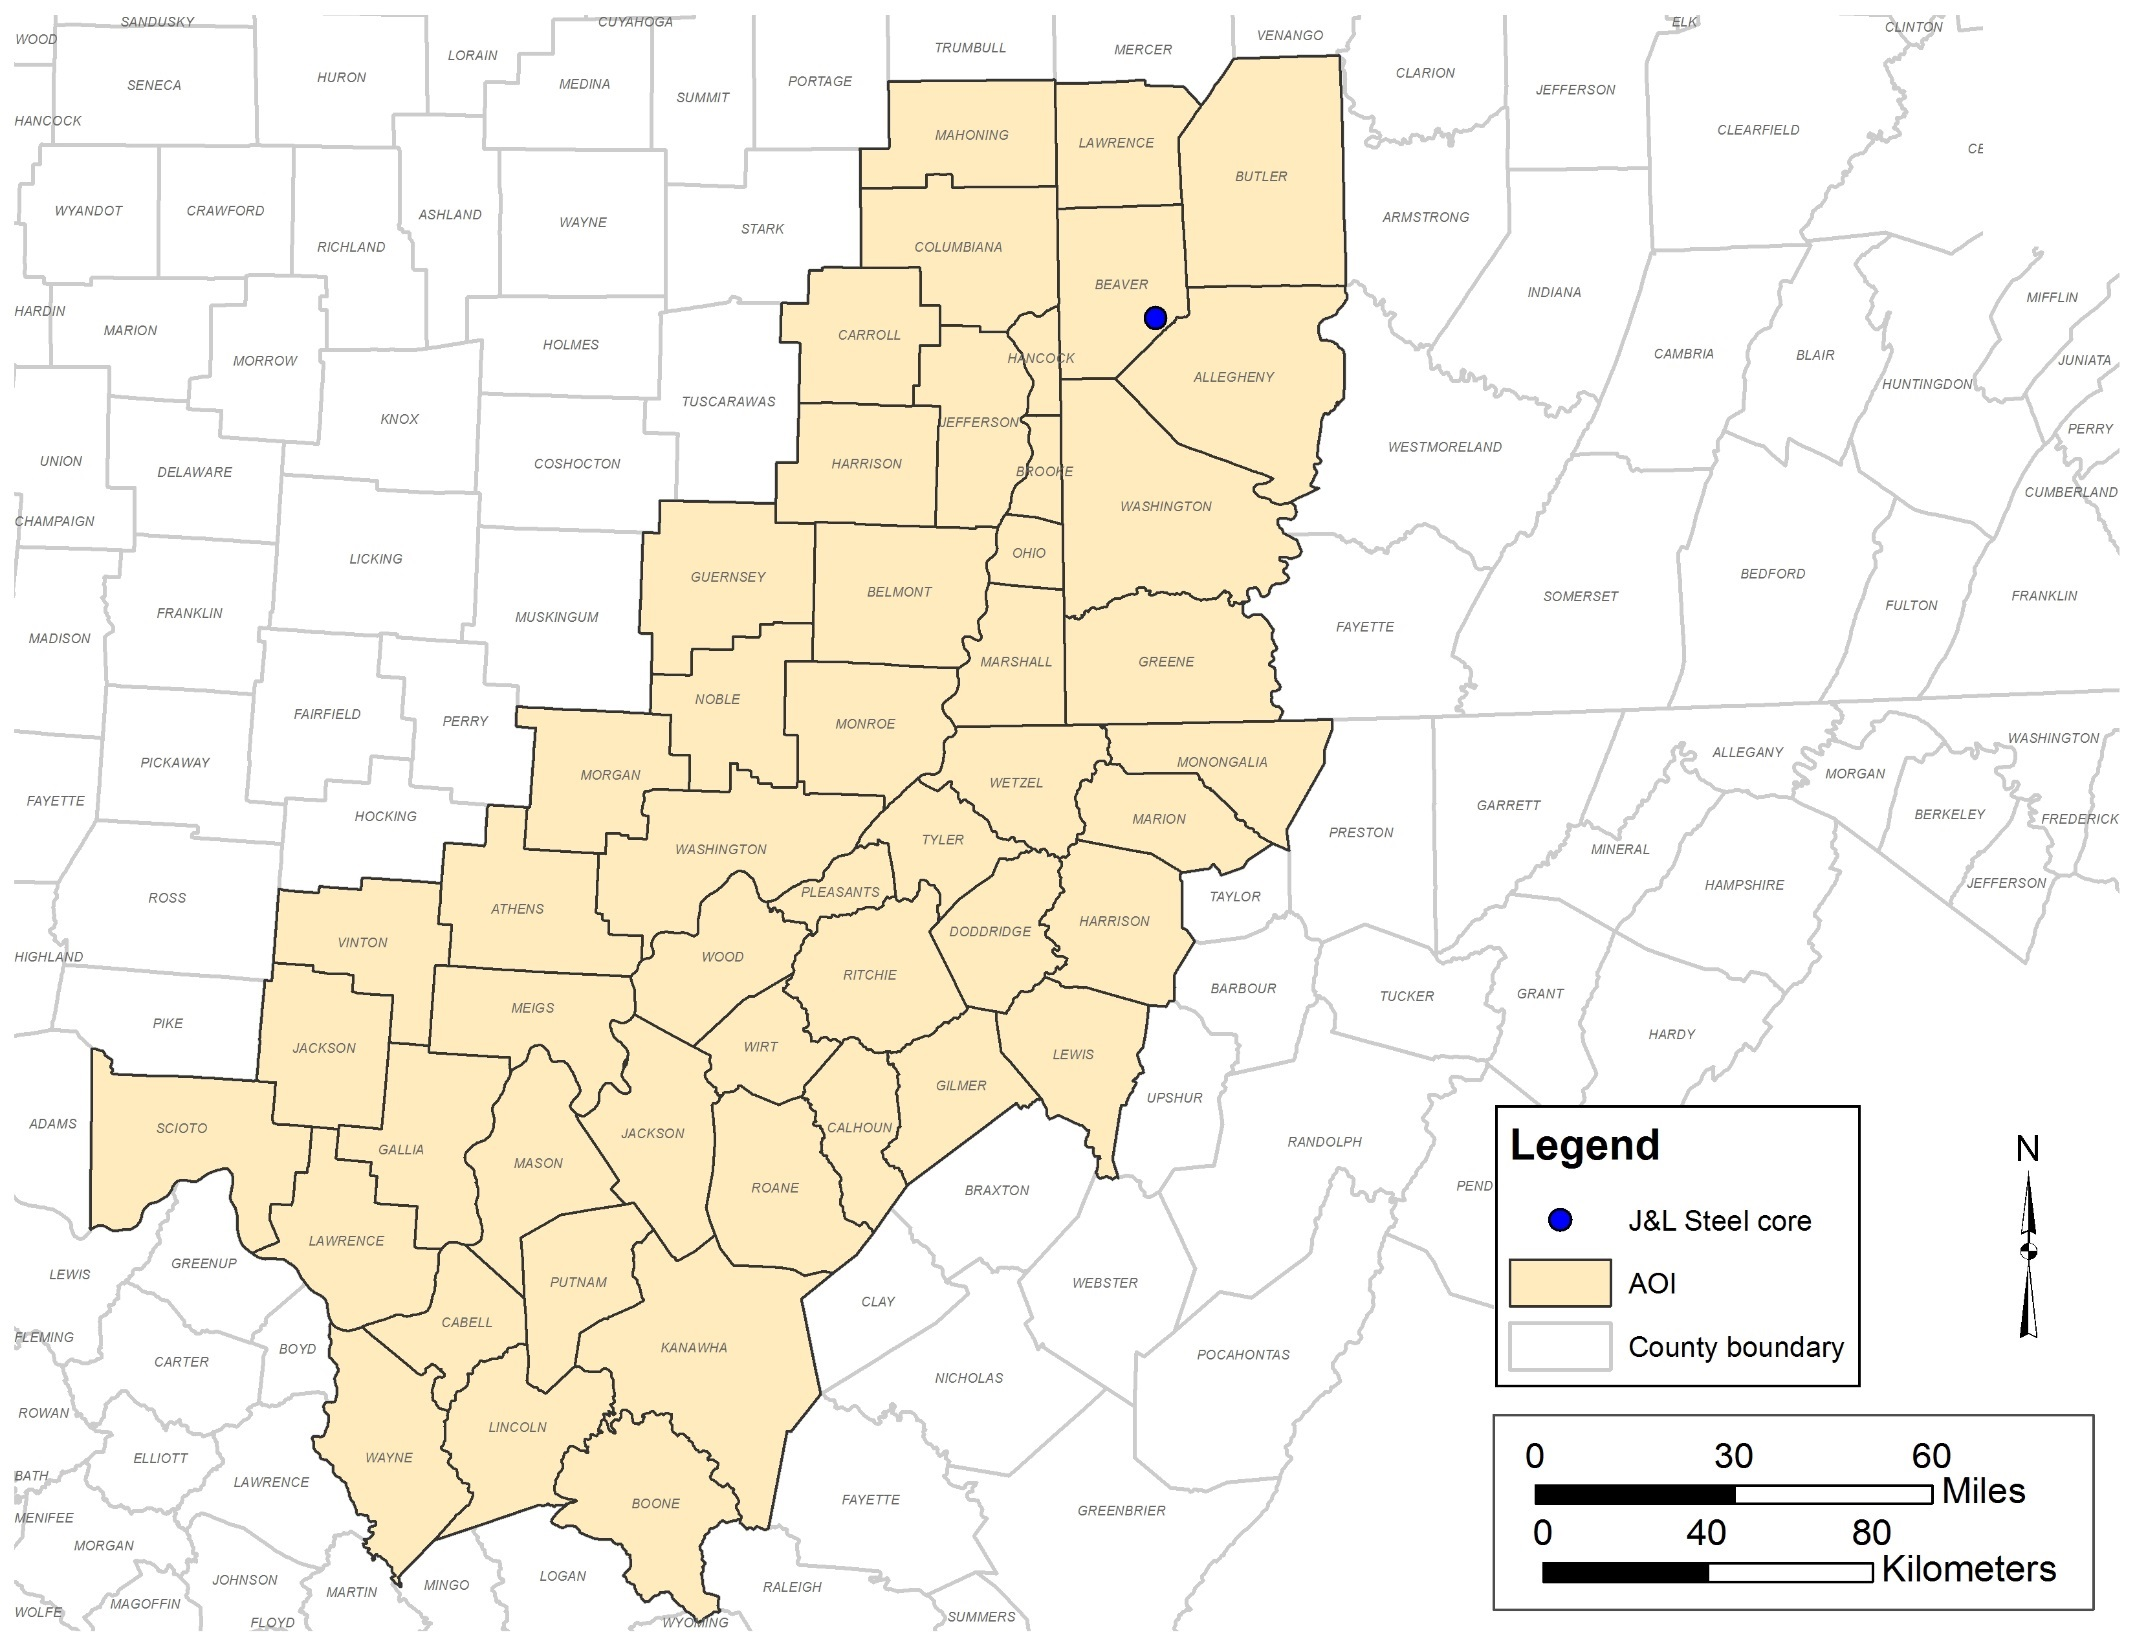 SANDUSKY
CUYAHOGA
ELK
CLINTON
WOOD
LORAIN
TRUMBULL
MERCER
VENANGO
SENECA
HURON
MEDINA
SUMMIT
PORTAGE
CLARION
JEFFERSON
HANCOCK
MAHONING
LAWRENCE
CLEARFIELD
CE
BUTLER
WYANDOT
CRAWFORD
ASHLAND
WAYNE
STARK
ARMSTRONG
RICHLAND
COLUMBIANA
BEAVER
INDIANA
MIFFLIN
HARDIN
MARION
MORROW
HOLMES
CARROLL
HANCOCK
CAMBRIA
BLAIR
JUNIATA
ALLEGHENY
HUNTINGDON
TUSCARAWAS
KNOX
JEFFERSON
PERRY
WESTMORELAND
UNION
DELAWARE
COSHOCTON
HARRISON
BROOKE
CUMBERLAND
WASHINGTON
CHAMPAIGN
LICKING
OHIO
GUERNSEY
BELMONT
BEDFORD
SOMERSET
FRANKLIN
FULTON
FRANKLIN
MUSKINGUM
MADISON
FAYETTE
MARSHALL
GREENE
NOBLE
FAIRFIELD
PERRY
MONROE
WASHINGTON
PICKAWAY
MORGAN
WETZEL
MONONGALIA
ALLEGANY
MORGAN
FAYETTE
HOCKING
GARRETT
BERKELEY
FREDERICK
MARION
PRESTON
WASHINGTON
TYLER
MINERAL
HAMPSHIRE
JEFFERSON
ROSS
PLEASANTS
TAYLOR
ATHENS
HARRISON
DODDRIDGE
VINTON
HIGHLAND
WOOD
RITCHIE
BARBOUR
TUCKER
GRANT
MEIGS
PIKE
HARDY
JACKSON
WIRT
LEWIS
GILMER
UPSHUR
ADAMS
SCIOTO
GALLIA
JACKSON
CALHOUN
RANDOLPH
MASON
ROANE
BRAXTON
PEND
LAWRENCE
GREENUP
LEWIS
PUTNAM
WEBSTER
CLAY
CABELL
FLEMING
KANAWHA
BOYD
CARTER
POCAHONTAS
NICHOLAS
ROWAN
LINCOLN
WAYNE
ELLIOTT
BATH
LAWRENCE
BOONE
FAYETTE
GREENBRIER
MENIFEE
MORGAN
JOHNSON
MARTIN
MINGO
LOGAN
RALEIGH
MAGOFFIN
WOLFE
FLOYD
WYOMING
SUMMERS
Legend
J&L Steel core
AOI
County boundary
N
0 30 60
Miles
0 40 80
Kilometers